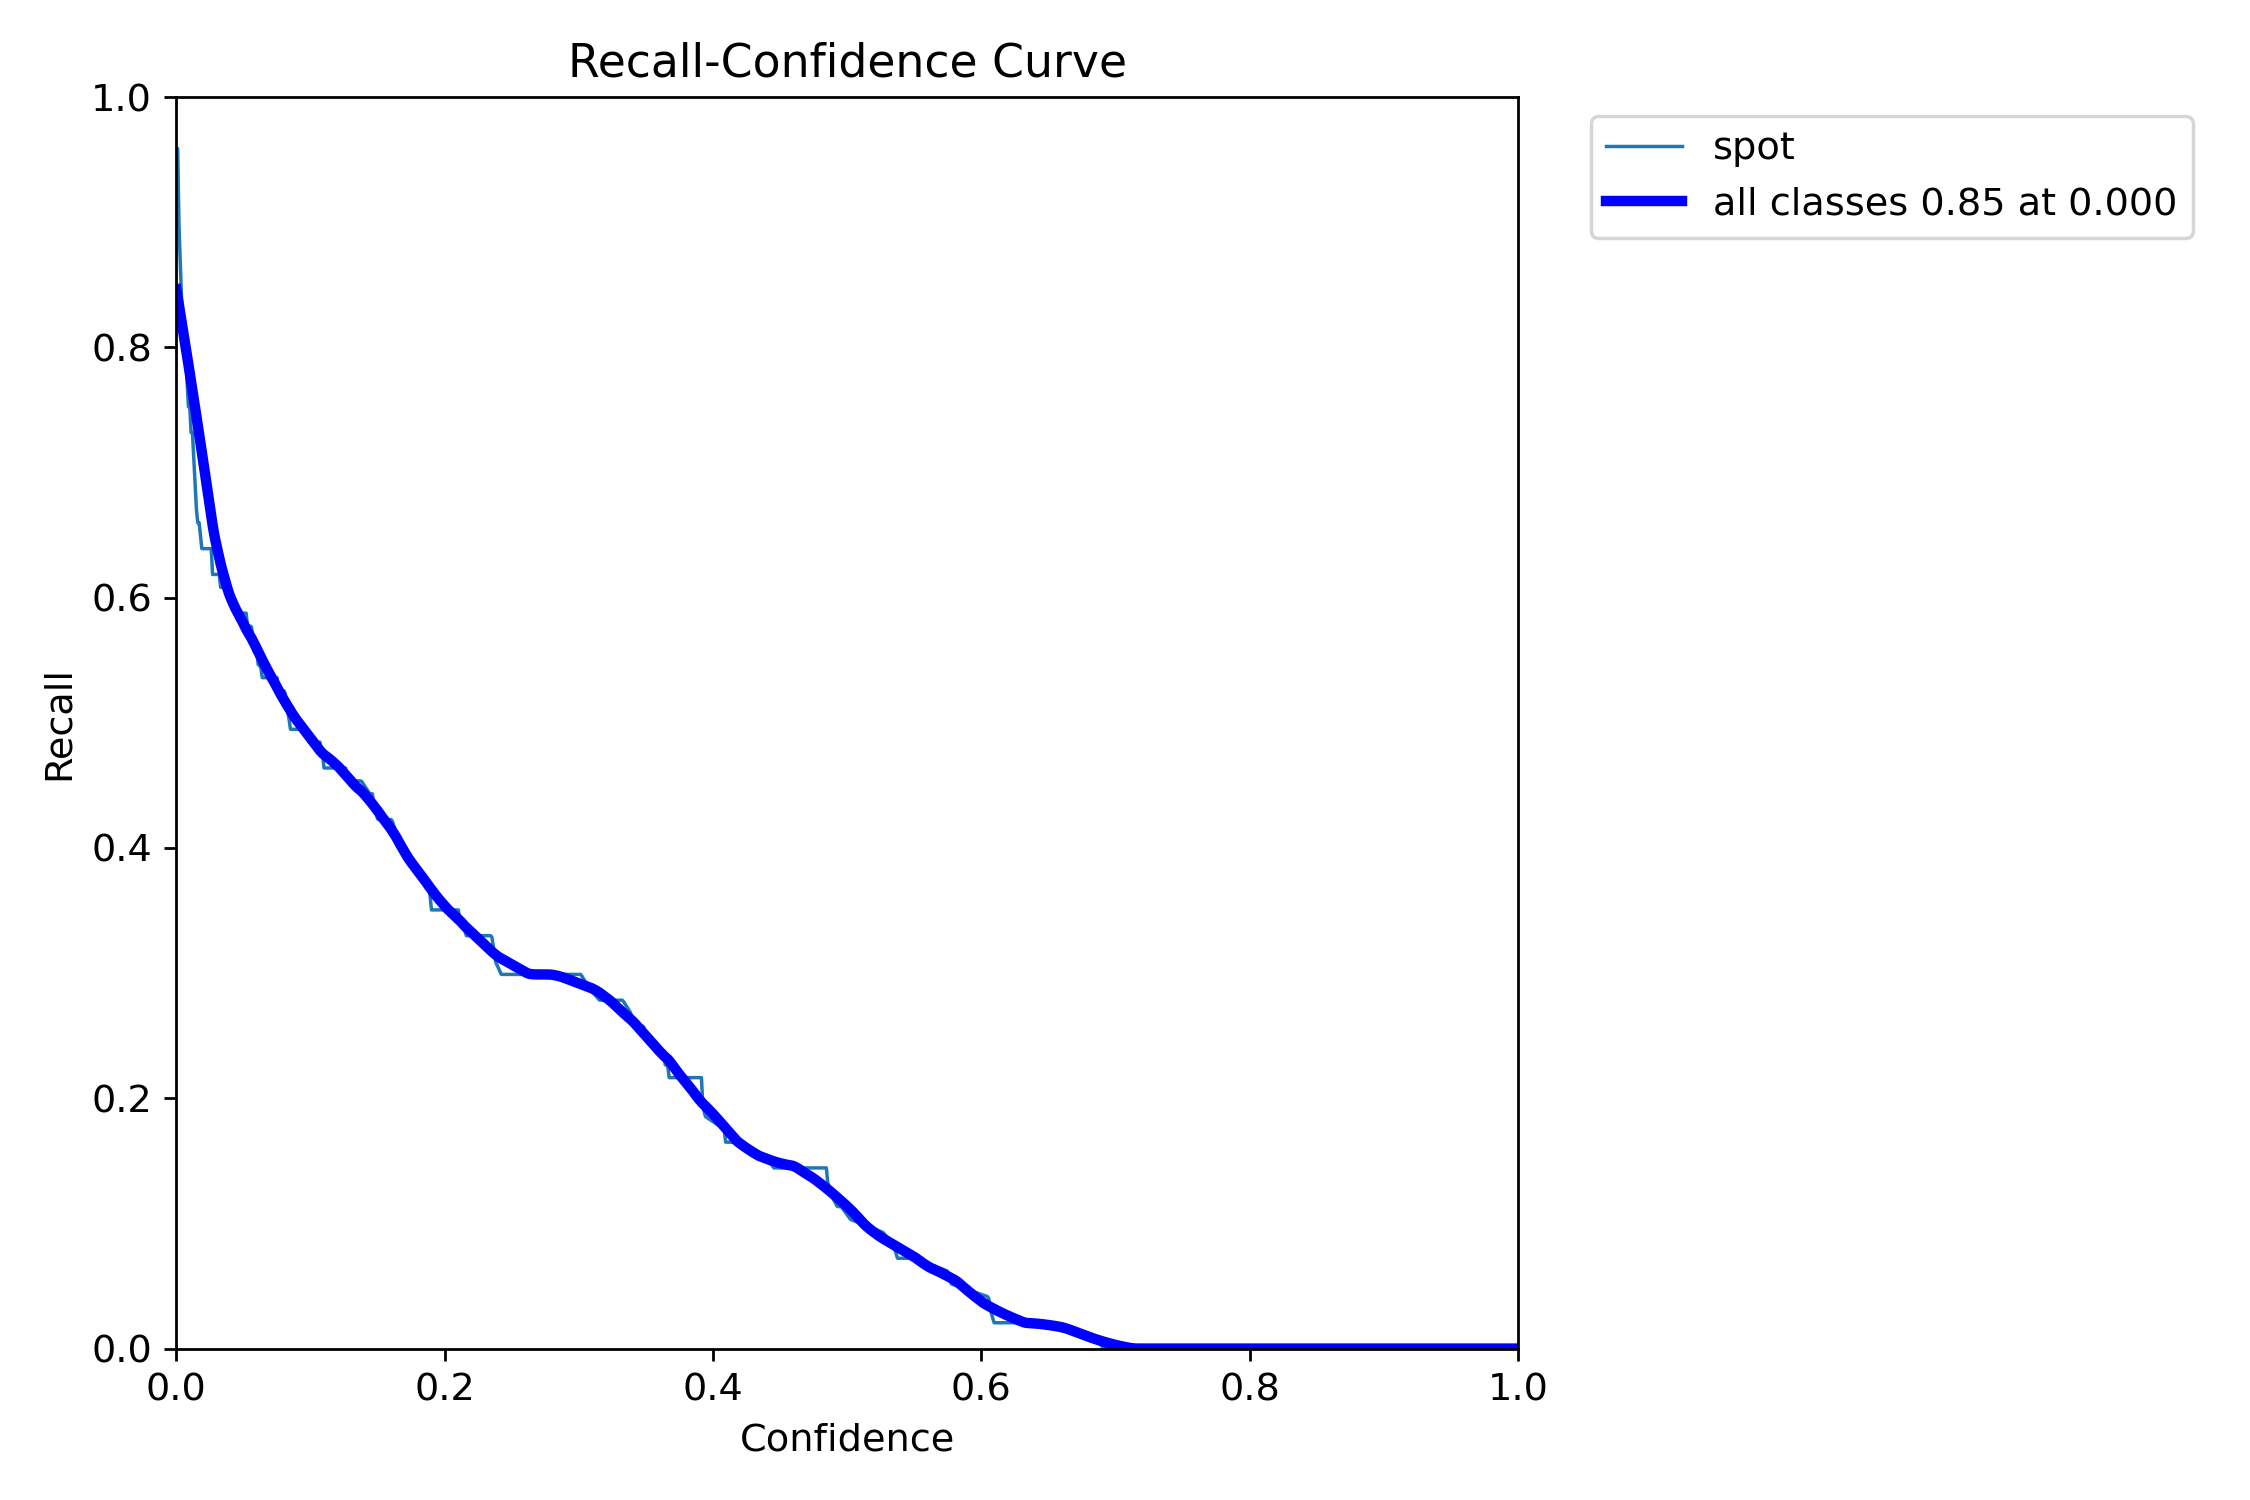 Recall-Confidence Curve
1.0
0.8
0.6
0.4
0.2
0.0
Recall
0.0 0.2 0.4 0.6 0.8 1.0
Confidence
spot
all classes 0.85 at 0.000